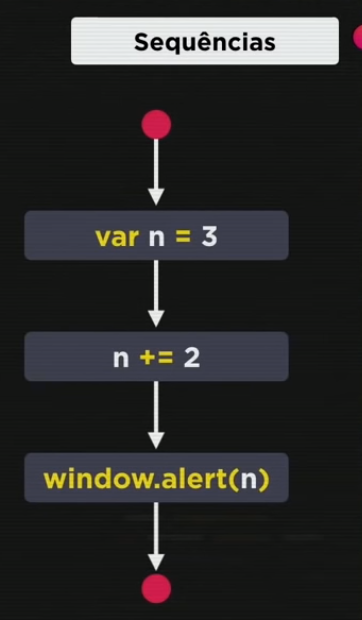 Sequências
var n = 3
n += 2
window.alert(n)